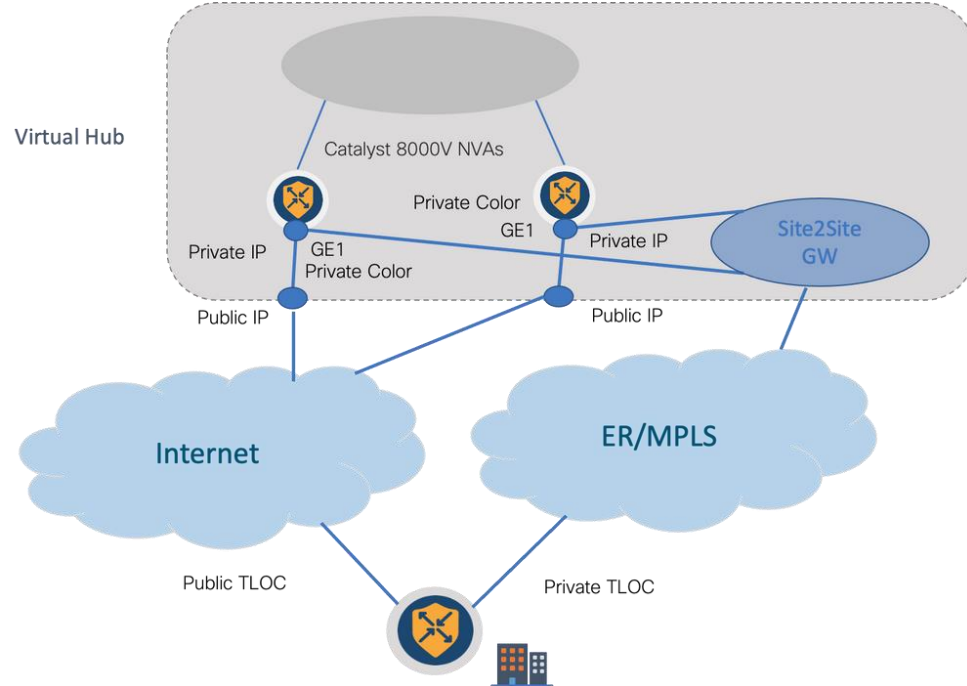 Virtual Hub
Catalyst 8000V NVAs
Private Color
GE1
Private IP
Site2Site
GW
Private IP
GE1
Private Color
Public IP
Public IP
Internet
ER/MPLS
Public TLOC
Private TLOC